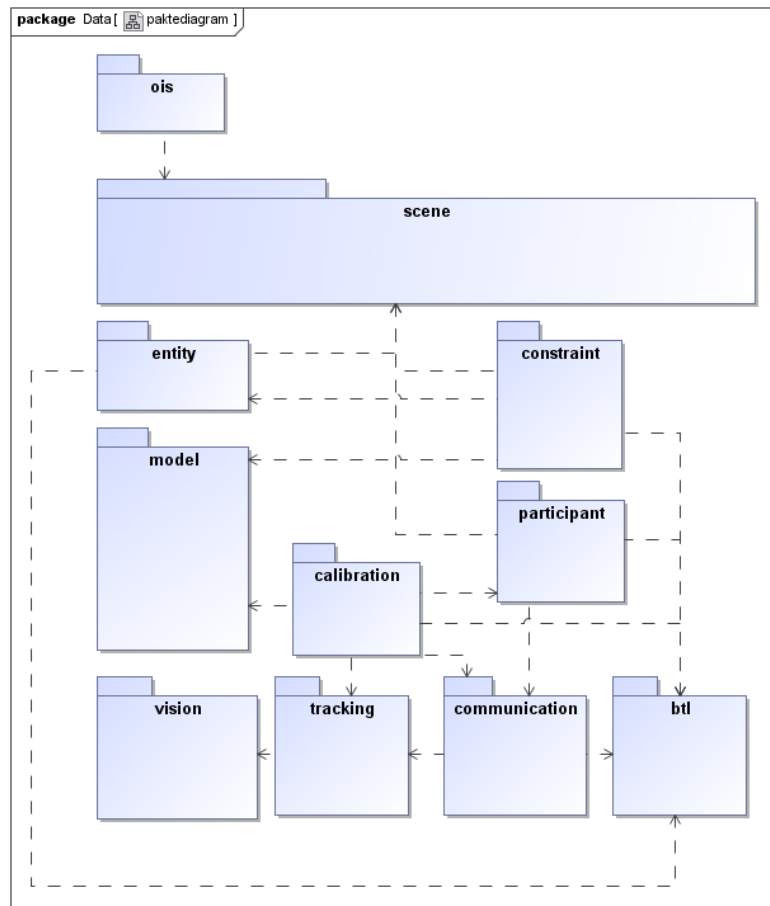 package Data [ paktediagram ]
ois
scene
entity
constraint
model
participant
calibration
vision
tracking
communication
btl